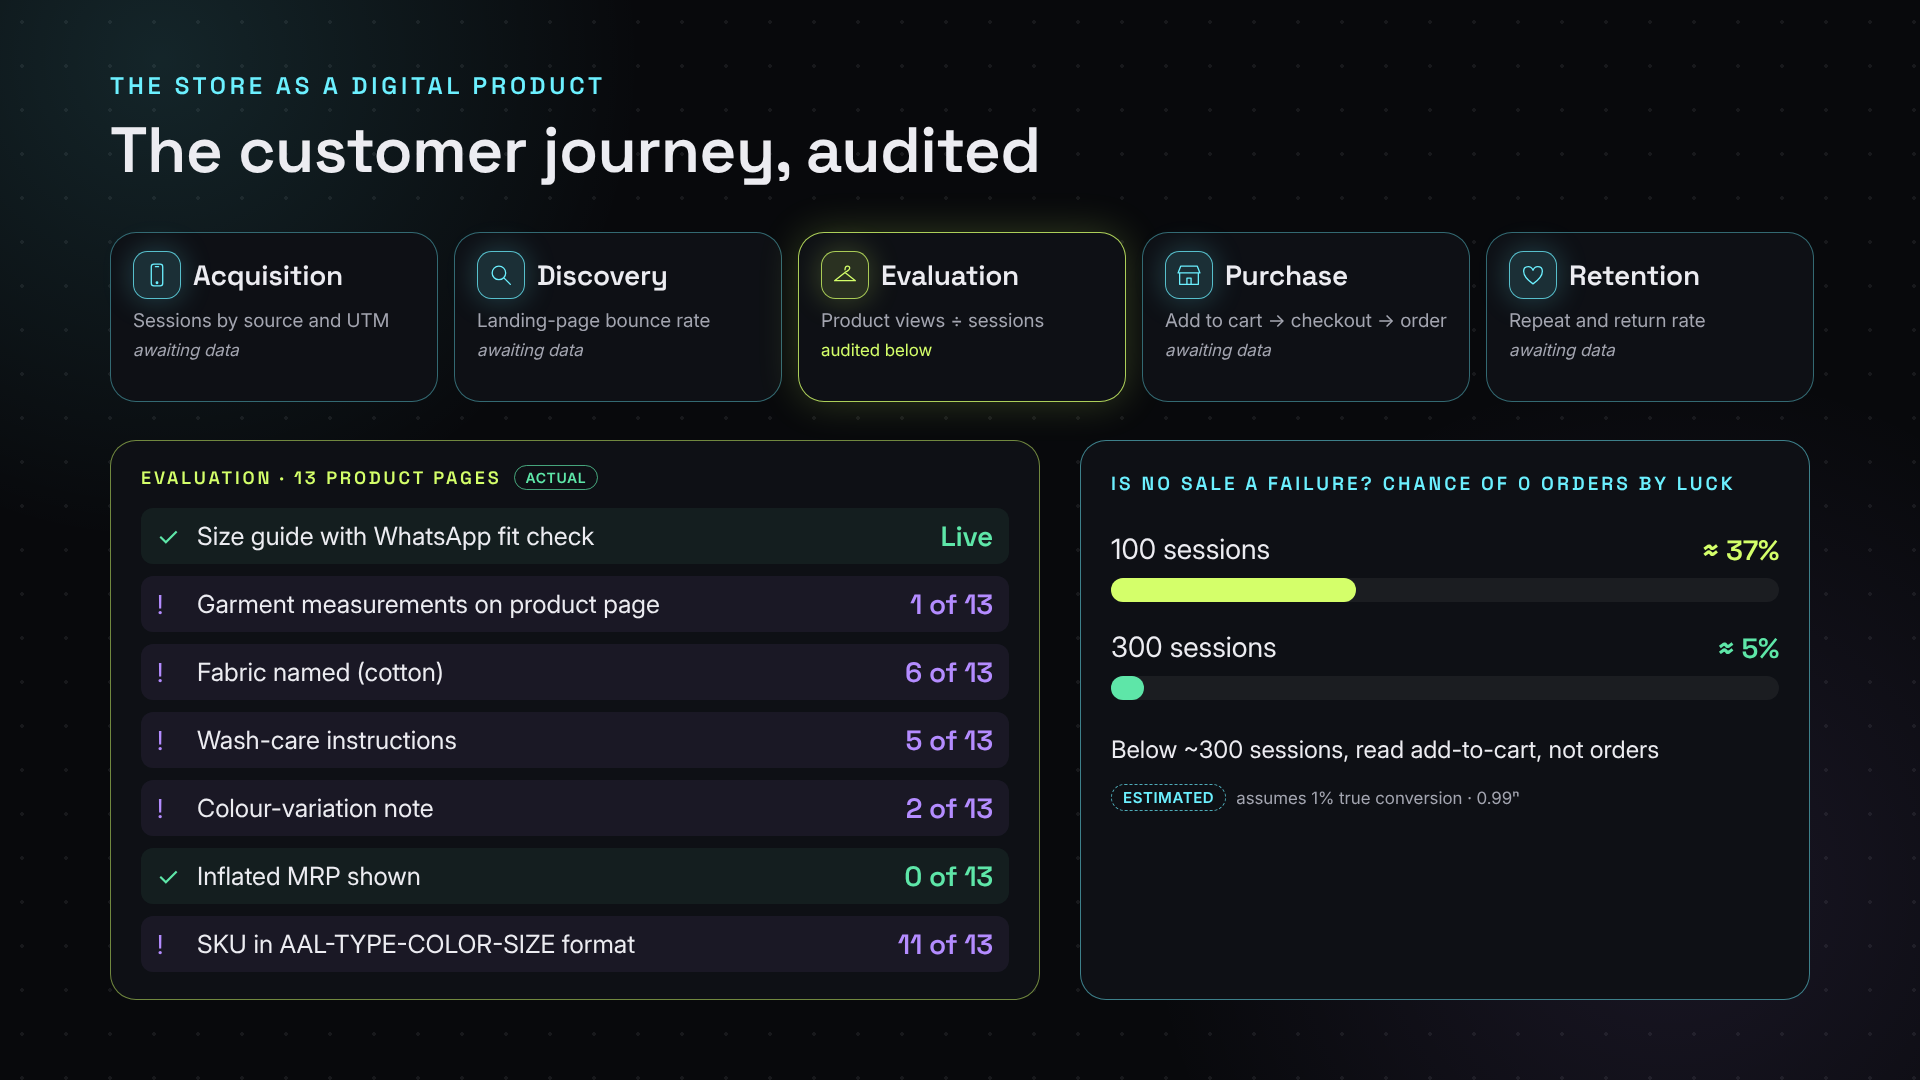 THE STORE AS A DIGITAL PRODUCT
The customer journey, audited
Acquisition
Sessions by source and UTM
awaiting data
Discovery
Landing-page bounce rate
awaiting data
Evaluation
Product views ÷ sessions
audited below
Purchase
Add to cart → checkout → order
awaiting data
Retention
Repeat and return rate
awaiting data
EVALUATION · 13 PRODUCT PAGES ACTUAL
✓ Size guide with WhatsApp fit check Live
! Garment measurements on product page 1 of 13
! Fabric named (cotton) 6 of 13
! Wash-care instructions 5 of 13
! Colour-variation note 2 of 13
✓ Inflated MRP shown 0 of 13
! SKU in AAL-TYPE-COLOR-SIZE format 11 of 13
IS NO SALE A FAILURE? CHANCE OF 0 ORDERS BY LUCK
100 sessions ≈ 37%
300 sessions ≈ 5%
Below ~300 sessions, read add-to-cart, not orders
ESTIMATED assumes 1% true conversion · 0.99ⁿ